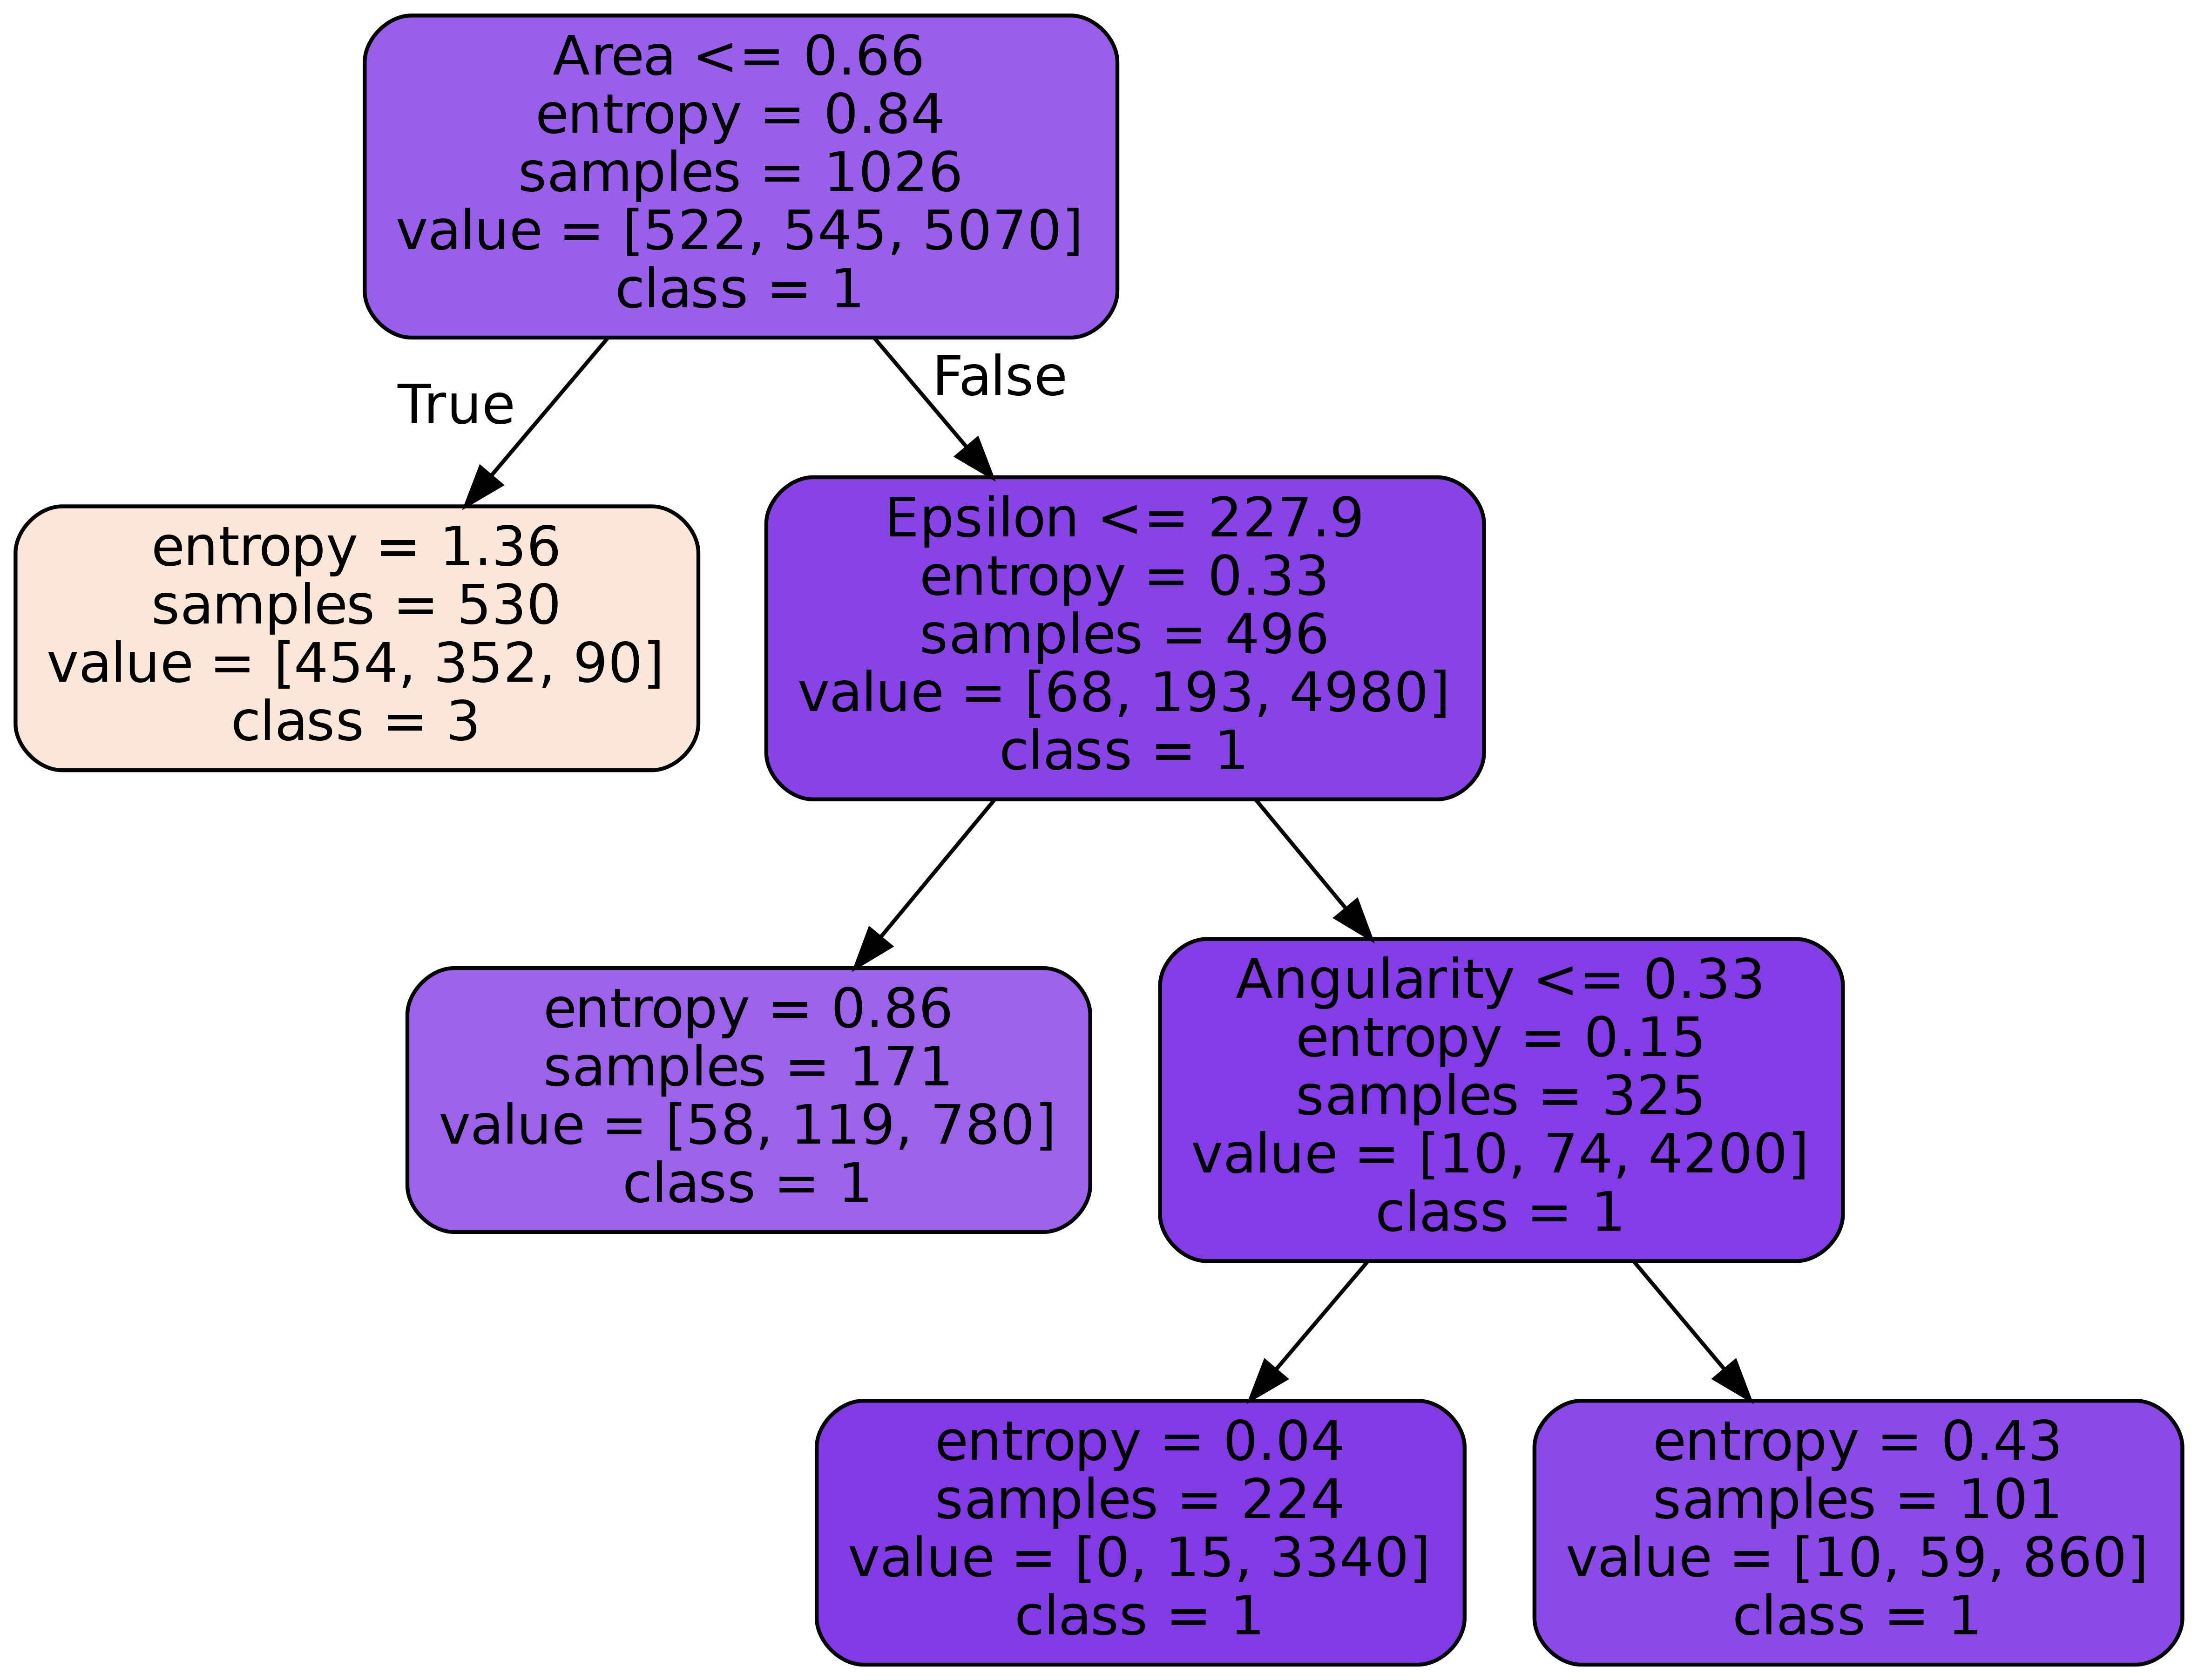 Area <= 0.66
entropy = 0.84
samples = 1026
value = [522, 545, 5070]
class = 1
True
False
entropy = 1.36
samples = 530
value = [454, 352, 90]
class = 3
Epsilon <= 227.9
entropy = 0.33
samples = 496
value = [68, 193, 4980]
class = 1
entropy = 0.86
samples = 171
value = [58, 119, 780]
class = 1
Angularity <= 0.33
entropy = 0.15
samples = 325
value = [10, 74, 4200]
class = 1
entropy = 0.04
samples = 224
value = [0, 15, 3340]
class = 1
entropy = 0.43
samples = 101
value = [10, 59, 860]
class = 1